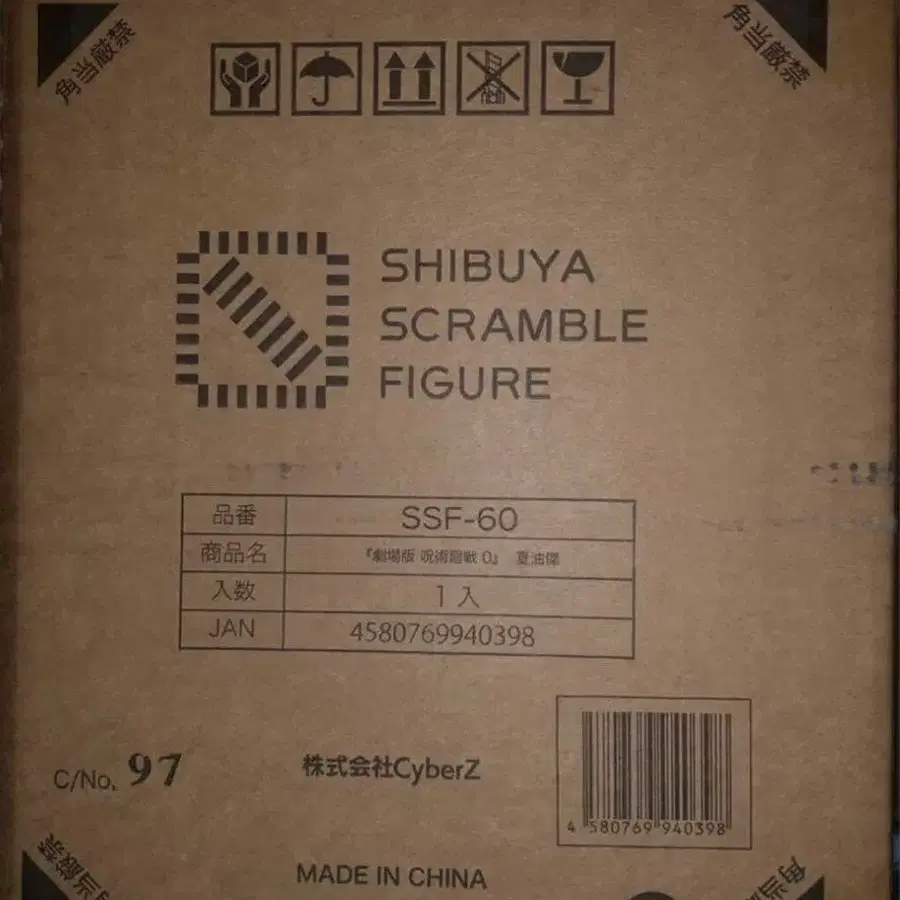 角当厳禁
角当厳禁
SHIBUYA
SCRAMBLE
FIGURE
品番 SSF-60
商品名 『劇場版 呪術廻戦 0』 夏油傑
入数 1入
JAN 4580769940398
C/No. 97
株式会社CyberZ
4 580769 940398
MADE IN CHINA
角当厳禁
角当厳